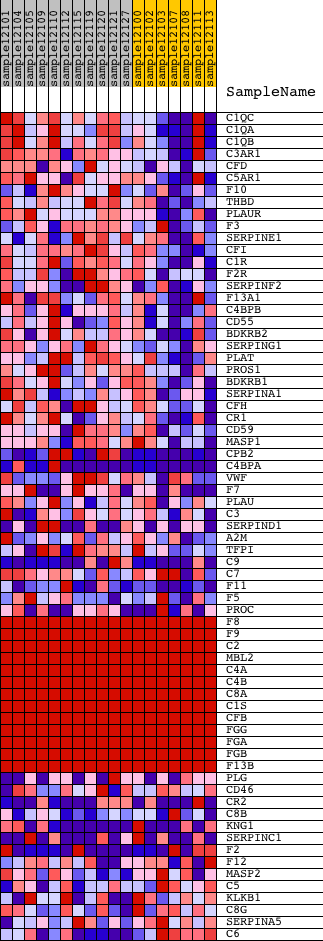 sample12101
sample12104
sample12105
sample12109
sample12110
sample12112
sample12115
sample12120
sample12100
sample12102
sample12103
sample12107
sample12108
sample12111
SampleName
C1QC
C1QA
C1QB
C3AR1
CFD
C5AR1
F10
THBD
PLAUR
F3
SERPINE1
CFI
C1R
F2R
SERPINF2
F13A1
C4BPB
CD55
BDKRB2
SERPING1
PLAT
PROS1
BDKRB1
SERPINA1
CFH
CR1
CD59
MASP1
CPB2
C4BPA
VWF
F7
PLAU
C3
SERPIND1
A2M
TFPI
C9
C7
F11
F5
PROC
F8
F9
C2
MBL2
C4A
C4B
C8A
C1S
CFB
FGG
FGA
FGB
F13B
PLG
CD46
CR2
C8B
KNG1
SERPINC1
F2
F12
MASP2
C5
KLKB1
C8G
SERPINA5
C6